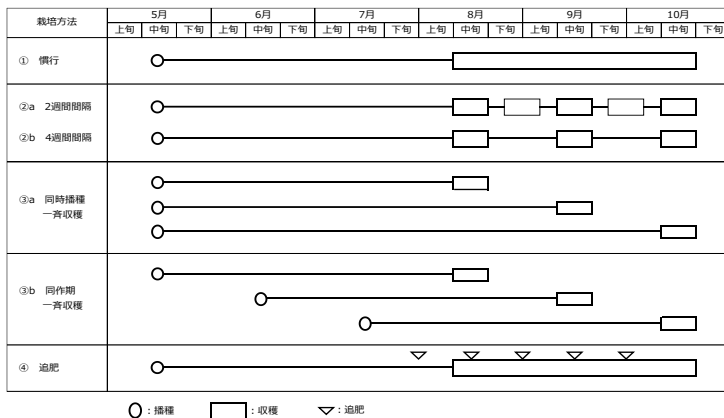 栽培方法
5月 6月 7月 8月 9月 10月
上旬 中旬 下旬 上旬 中旬 下旬 上旬 中旬 下旬 上旬 中旬 下旬 上旬 中旬 下旬 上旬 中旬 下旬
① 慣行
②a 2週間間隔
②b 4週間間隔
③a 同時播種
一斉収穫
③b 同作期
一斉収穫
④ 追肥
：播種 ：収穫 ：追肥